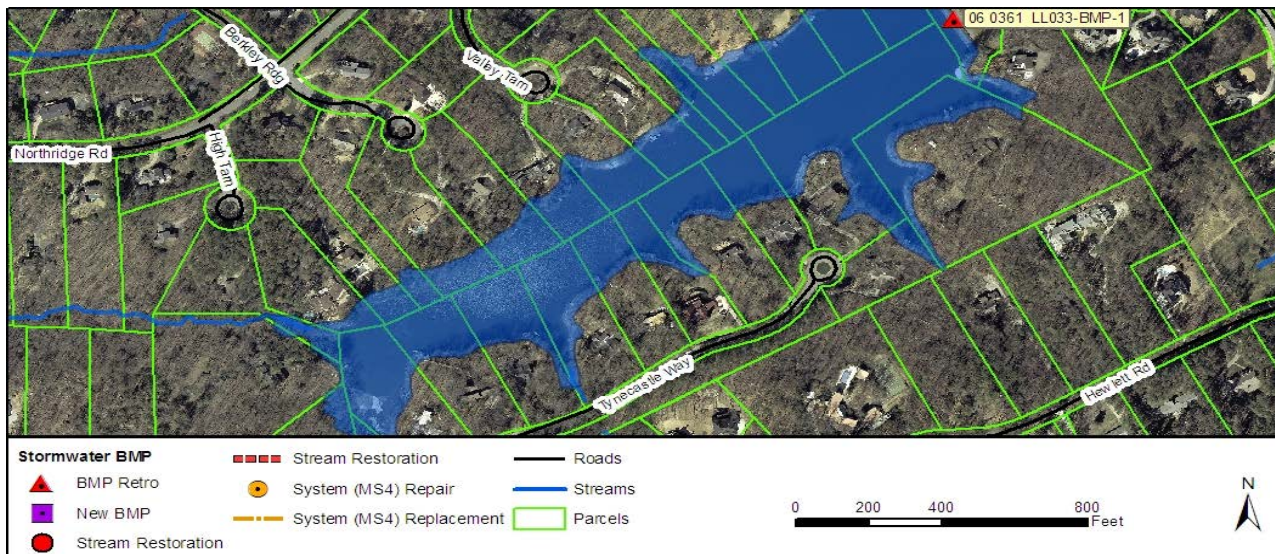 06 0361 LL033-BMP-1
Berkley Rdg
Valby Tarn
Northridge Rd
High Tarn
Tynecastle Way
Hewlett Rd
Stormwater BMP
BMP Retro
New BMP
Stream Restoration
Stream Restoration
System (MS4) Repair
System (MS4) Replacement
Roads
Streams
Parcels
0 200 400 800
Feet
N